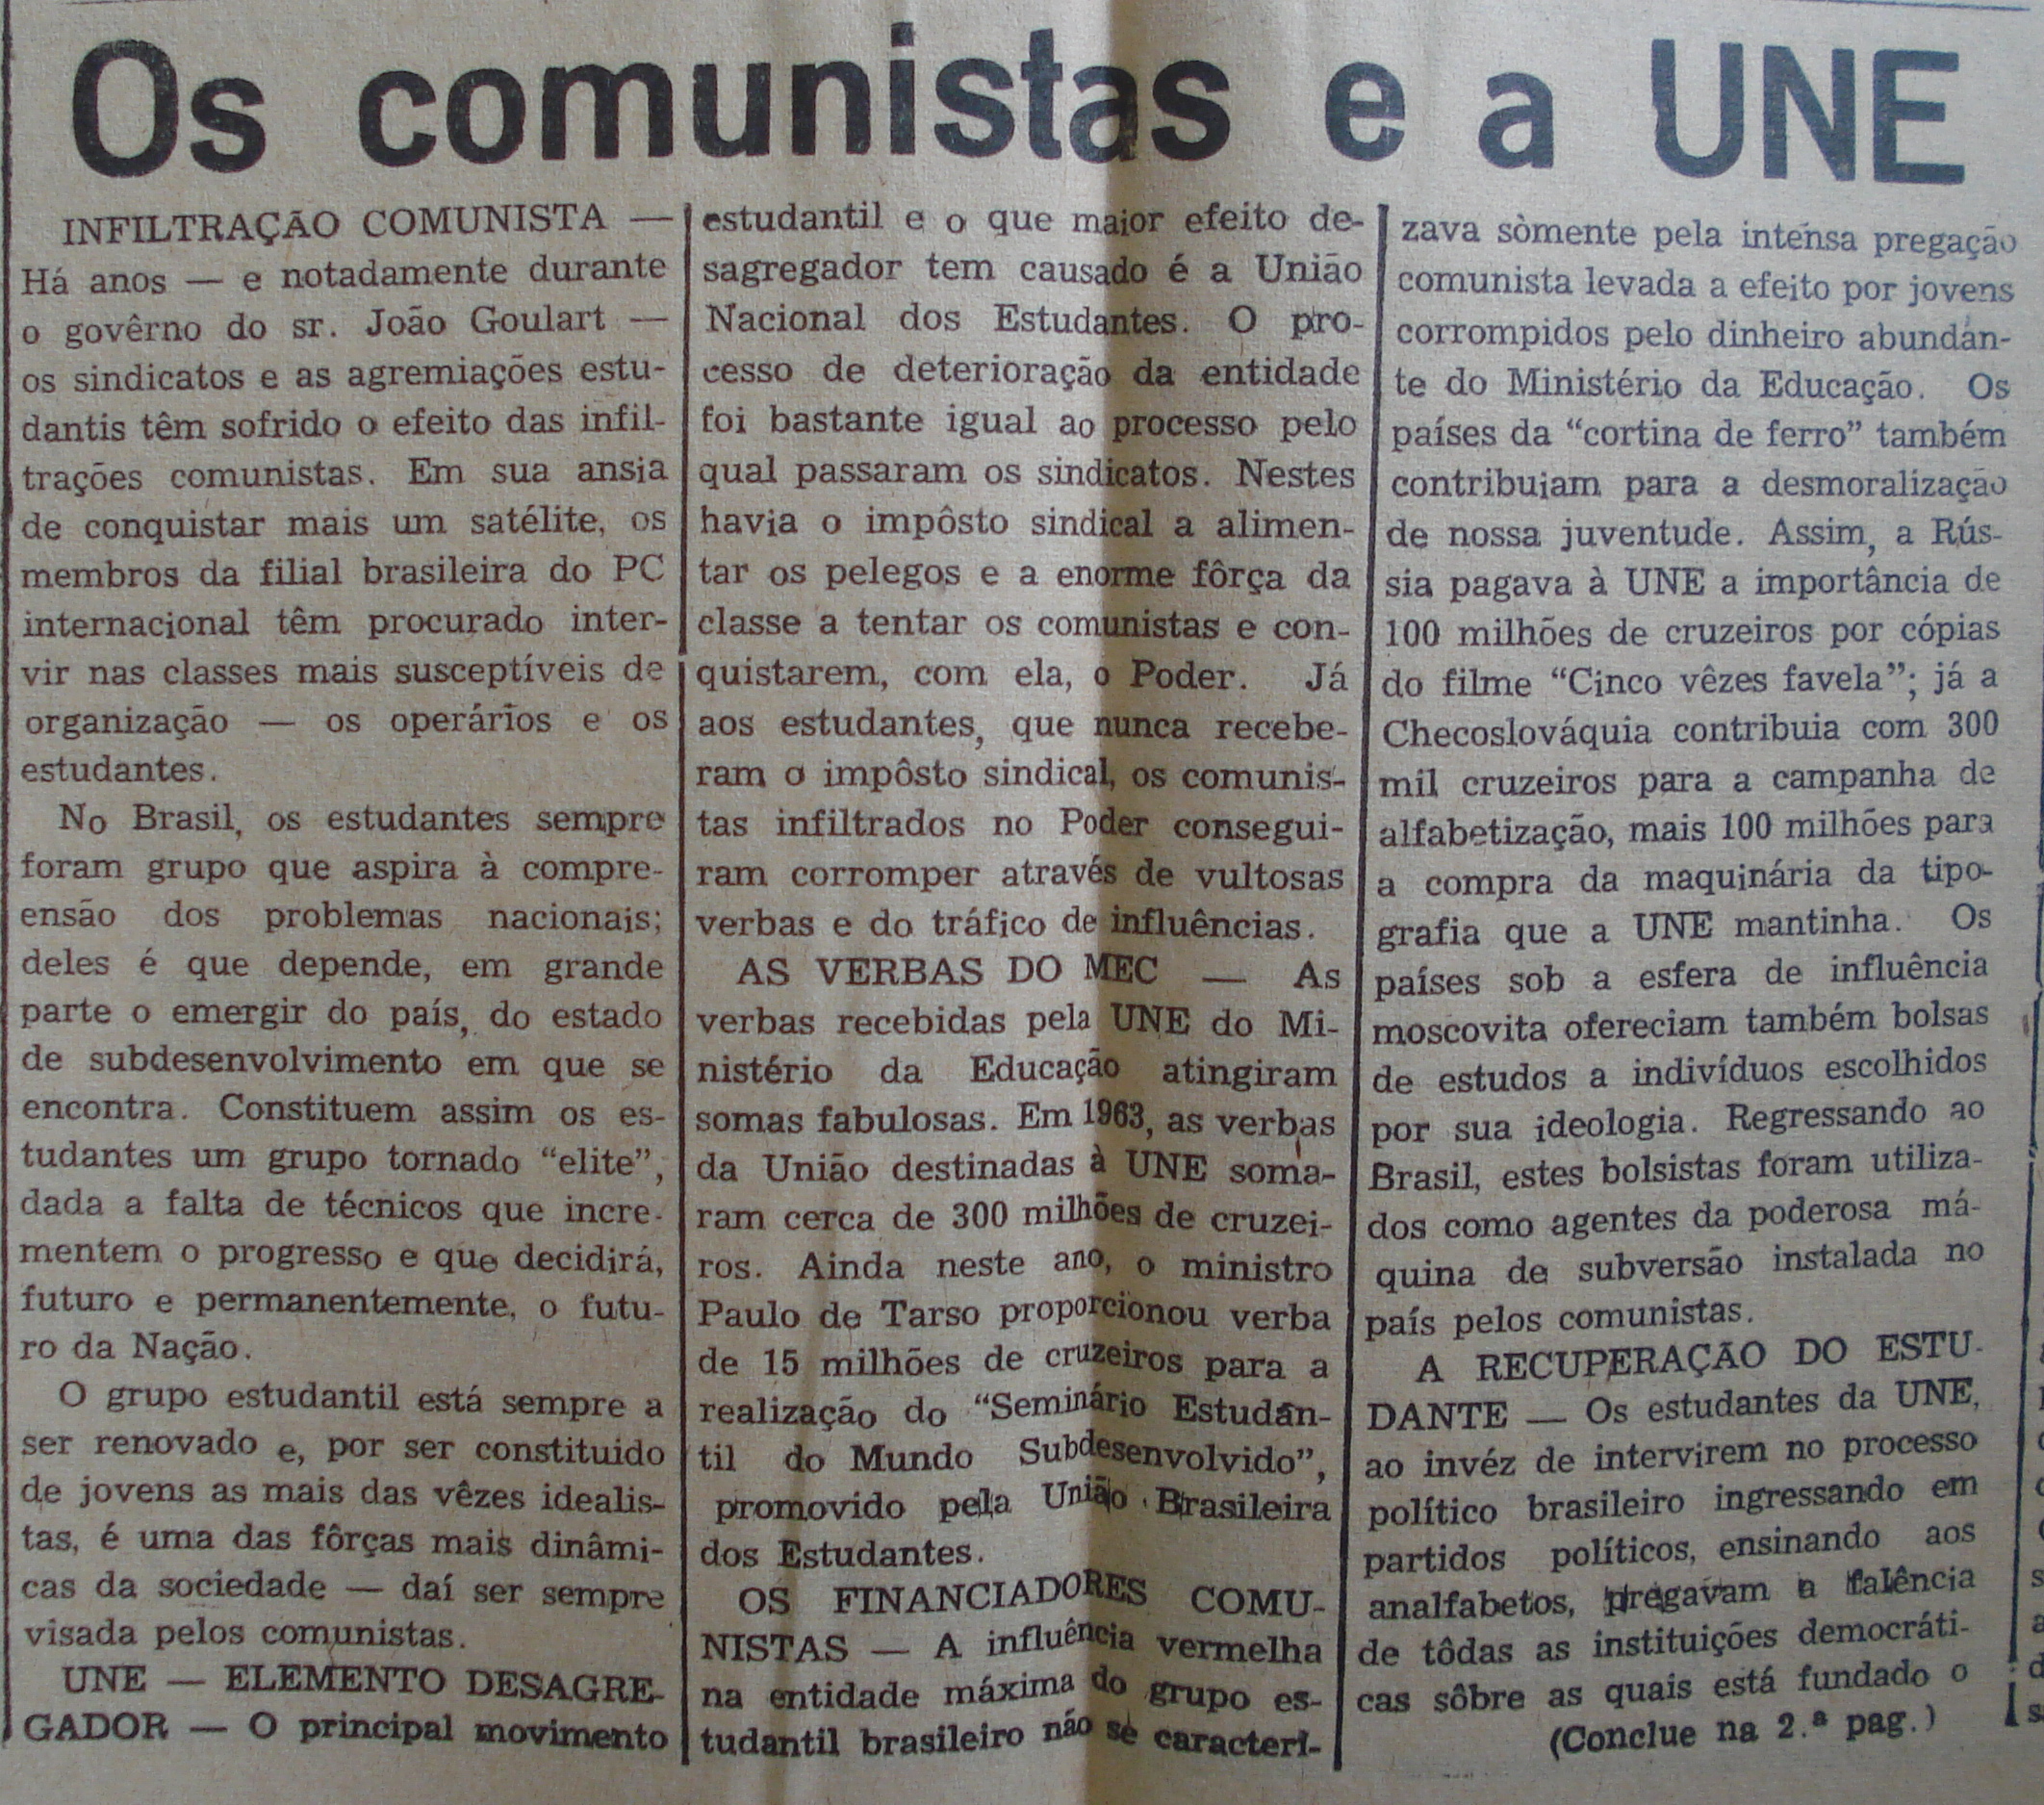 Os comunistas e a UNE
INFILTRAÇÃO COMUNISTA —
Há anos — e notadamente durante
o govêrno do sr. João Goulart —
os sindicatos e as agremiações estu-
dantis têm sofrido o efeito das infil-
trações comunistas. Em sua ansia
de conquistar mais um satélite, os
membros da filial brasileira do PC
internacional têm procurado inter-
vir nas classes mais susceptíveis de
organização — os operários e os
estudantes.
No Brasil, os estudantes sempre
foram grupo que aspira à compre-
ensão dos problemas nacionais;
deles é que depende, em grande
parte o emergir do país, do estado
de subdesenvolvimento em que se
encontra. Constituem assim os es-
tudantes um grupo tornado “elite”,
dada a falta de técnicos que incre-
mentem o progresso e que decidirá,
futuro e permanentemente, o futu-
ro da Nação.
O grupo estudantil está sempre a
ser renovado e, por ser constituido
de jovens as mais das vêzes idealis-
tas, é uma das fôrças mais dinâmi-
cas da sociedade — daí ser sempre
visada pelos comunistas.
UNE — ELEMENTO DESAGRE-
GADOR — O principal movimento
estudantil e o que maior efeito de-
sagregador tem causado é a União
Nacional dos Estudantes. O pro-
cesso de deterioração da entidade
foi bastante igual ao processo pelo
qual passaram os sindicatos. Nestes
havia o impôsto sindical a alimen-
tar os pelegos e a enorme fôrça da
classe a tentar os comunistas e con-
quistarem, com ela, o Poder. Já
aos estudantes, que nunca recebe-
ram o impôsto sindical, os comunis-
tas infiltrados no Poder consegui-
ram corromper através de vultosas
verbas e do tráfico de influências.
AS VERBAS DO MEC — As
verbas recebidas pela UNE do Mi-
nistério da Educação atingiram
somas fabulosas. Em 1963, as verbas
da União destinadas à UNE soma-
ram cerca de 300 milhões de cruzei-
ros. Ainda neste ano, o ministro
Paulo de Tarso proporcionou verba
de 15 milhões de cruzeiros para a
realização do “Seminário Estudan-
til do Mundo Subdesenvolvido”,
promovido pela União Brasileira
dos Estudantes.
OS FINANCIADORES COMU-
NISTAS — A influência vermelha
na entidade máxima do grupo es-
tudantil brasileiro não se caracteri-
zava sòmente pela intensa pregação
comunista levada a efeito por jovens
corrompidos pelo dinheiro abundan-
te do Ministério da Educação. Os
países da “cortina de ferro” também
contribuiam para a desmoralização
de nossa juventude. Assim, a Rús-
sia pagava à UNE a importância de
100 milhões de cruzeiros por cópias
do filme “Cinco vêzes favela”; já a
Checoslováquia contribuia com 300
mil cruzeiros para a campanha de
alfabetização, mais 100 milhões para
a compra da maquinária da tipo-
grafia que a UNE mantinha. Os
países sob a esfera de influência
moscovita ofereciam também bolsas
de estudos a indivíduos escolhidos
por sua ideologia. Regressando ao
Brasil, estes bolsistas foram utiliza-
dos como agentes da poderosa má-
quina de subversão instalada no
país pelos comunistas.
A RECUPERAÇÃO DO ESTU-
DANTE — Os estudantes da UNE,
ao invéz de intervirem no processo
político brasileiro ingressando em
partidos políticos, ensinando aos
analfabetos, pregavam a falência
de tôdas as instituições democráti-
cas sôbre as quais está fundado o
(Conclue na 2.ª pag.)